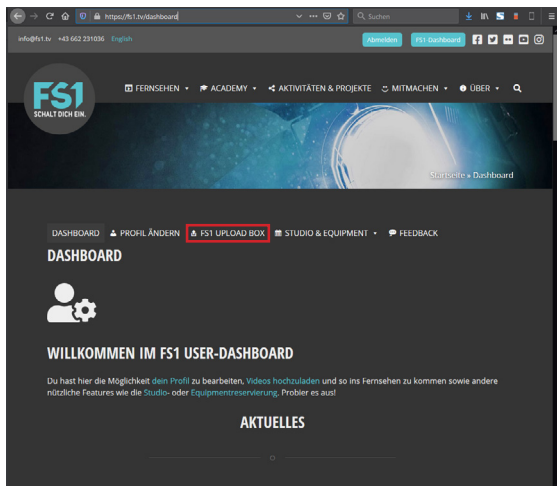 https://fs1.tv/dashboard
Suchen
info@fs1.tv +43 662 231036 English
Abmelden FS1-Dashboard
FS1
SCHALT DICH EIN.
FERNSEHEN ACADEMY AKTIVITÄTEN & PROJEKTE MITMACHEN ÜBER
Startseite » Dashboard
DASHBOARD PROFIL ÄNDERN FS1 UPLOAD BOX STUDIO & EQUIPMENT FEEDBACK
DASHBOARD
WILLKOMMEN IM FS1 USER-DASHBOARD
Du hast hier die Möglichkeit dein Profil zu bearbeiten, Videos hochzuladen und so ins Fernsehen zu kommen sowie andere
nützliche Features wie die Studio- oder Equipmentreservierung. Probier es aus!
AKTUELLES